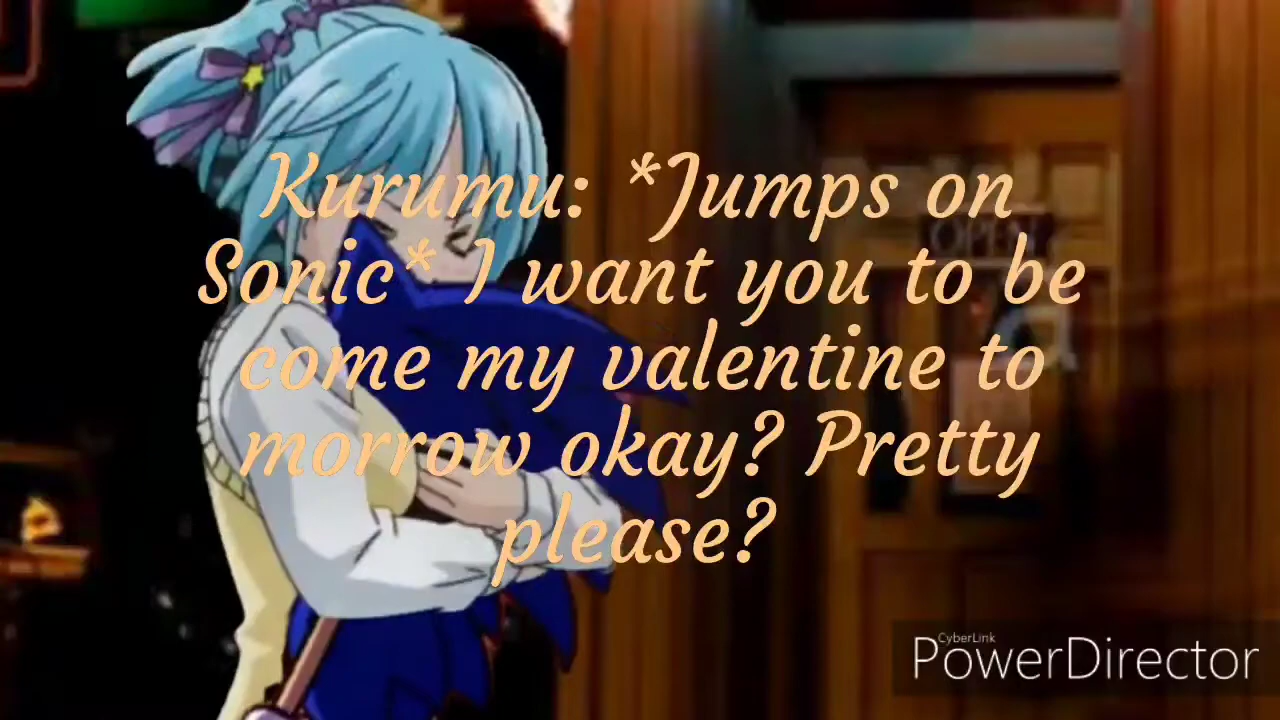 Kurumu: *Jumps on
Sonic* I want you to be
come my valentine to
morrow okay? Pretty
please?
OPEN
CyberLink
PowerDirector